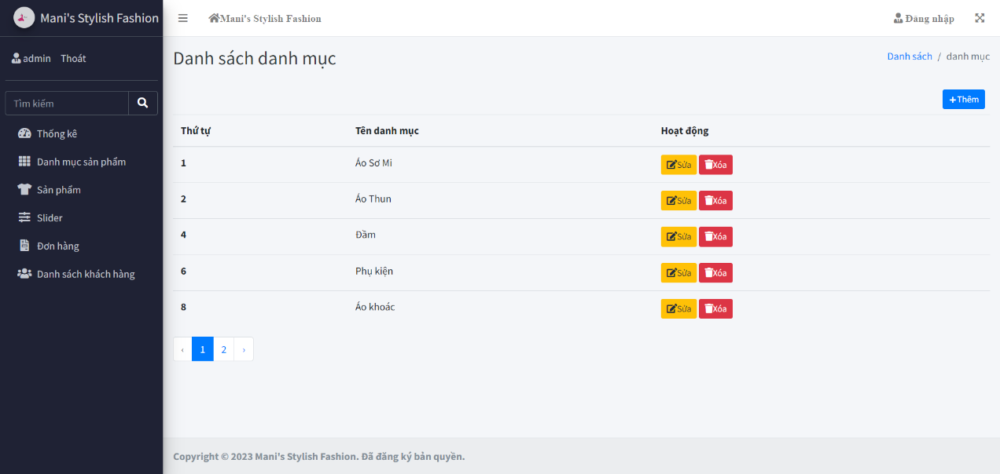 Mani's Stylish Fashion
Mani's Stylish Fashion
Đăng nhập
admin Thoát
Danh sách danh mục
Danh sách / danh mục
Tìm kiếm
Thêm
Thống kê
Danh mục sản phẩm
Sản phẩm
Slider
Đơn hàng
Danh sách khách hàng
Thứ tự Tên danh mục Hoạt động
1 Áo Sơ Mi Sửa Xóa
2 Áo Thun Sửa Xóa
4 Đầm Sửa Xóa
6 Phụ kiện Sửa Xóa
8 Áo khoác Sửa Xóa
‹ 1 2 ›
Copyright © 2023 Mani's Stylish Fashion. Đã đăng ký bản quyền.